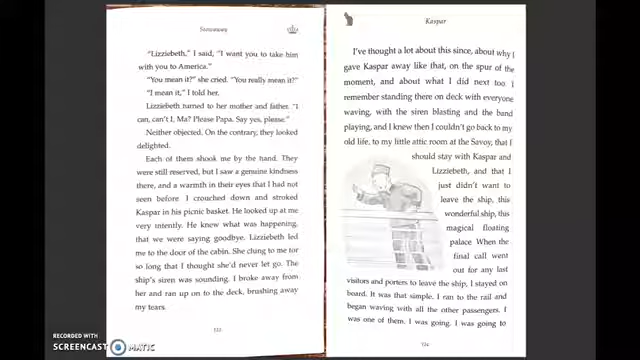 Stowaway
"Lizziebeth," I said, "I want you to take him
with you to America."
"You mean it?" she cried. "You really mean it?"
"I mean it," I told her.
Lizziebeth turned to her mother and father. "I
can, can't I, Ma? Please Papa. Say yes, please."
Neither objected. On the contrary, they looked
delighted.
Each of them shook me by the hand. They
were still reserved, but I saw a genuine kindness
there, and a warmth in their eyes that I had not
seen before. I crouched down and stroked
Kaspar in his picnic basket. He looked up at me
very intently. He knew what was happening,
that we were saying goodbye. Lizziebeth led
me to the door of the cabin. She clung to me for
so long that I thought she'd never let go. The
ship's siren was sounding. I broke away from
her and ran up on to the deck, brushing away
my tears.
Kaspar
I've thought a lot about this since, about why I
gave Kaspar away like that, on the spur of the
moment, and about what I did next too. I
remember standing there on deck with everyone
waving, with the siren blasting and the band
playing, and I knew then I couldn't go back to my
old life, to my little attic room at the Savoy, that I
should stay with Kaspar and
Lizziebeth, and that I
just didn't want to
leave the ship, this
wonderful ship, this
magical floating
palace. When the
final call went
out for any last
visitors and porters to leave the ship, I stayed on
board. It was that simple. I ran to the rail and
began waving with all the other passengers. I
was one of them. I was going. I was going to
124
RECORDED WITH
SCREENCAST MATIC